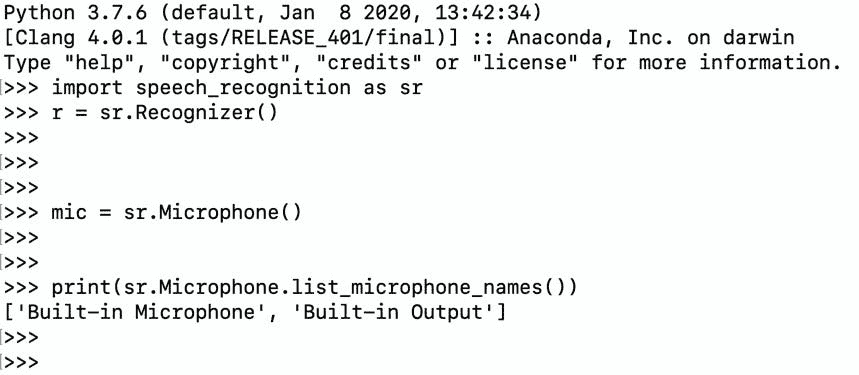 Python 3.7.6 (default, Jan  8 2020, 13:42:34)
[Clang 4.0.1 (tags/RELEASE_401/final)] :: Anaconda, Inc. on darwin
Type "help", "copyright", "credits" or "license" for more information.
[>>> import speech_recognition as sr
>>> r = sr.Recognizer()
>>>
[>>>
[>>>
[>>> mic = sr.Microphone()
[>>>
[>>>
>>> print(sr.Microphone.list_microphone_names())
['Built-in Microphone', 'Built-in Output']
[>>>
[>>>